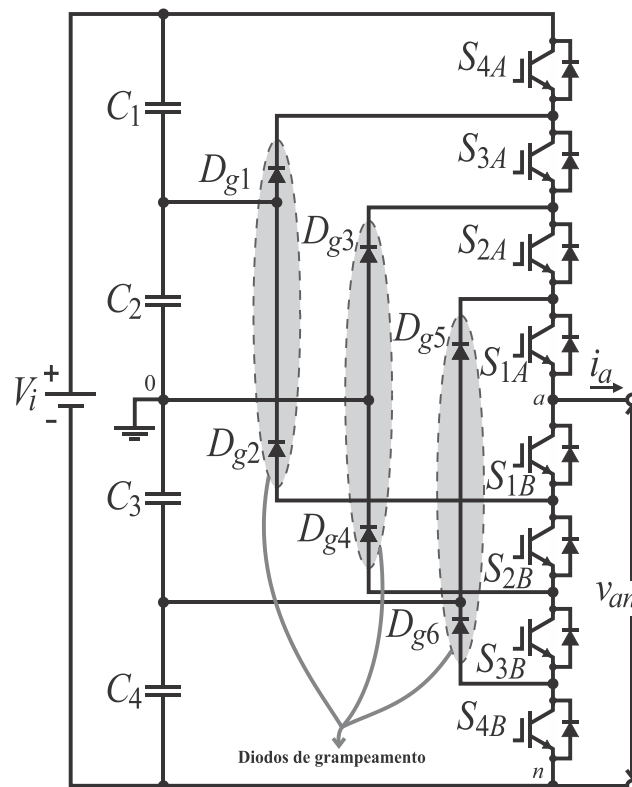 S4A
C1
S3A
Dg1
Dg3
S2A
C2
Dg5
S1A
+
Vi
-
0
ia
a
Dg2
S1B
C3
Dg4
S2B
van
Dg6
S3B
C4
S4B
Diodos de grampeamento
n